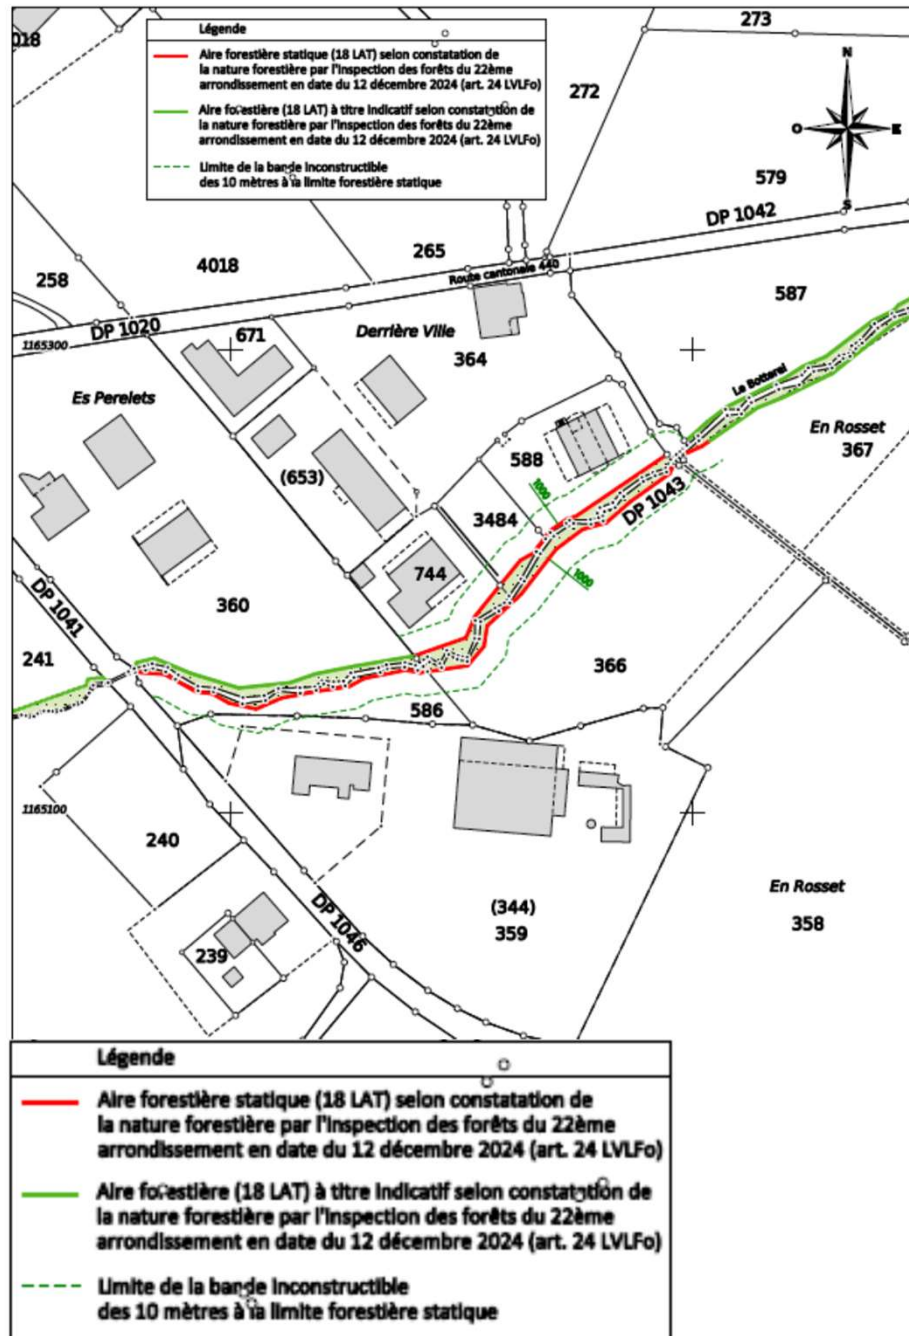 Légende
Aire forestière statique (18 LAT) selon constatation de
la nature forestière par l'inspection des forêts du 22ème
arrondissement en date du 12 décembre 2024 (art. 24 LVLFo)
Aire forestière (18 LAT) à titre indicatif selon constatation de
la nature forestière par l'inspection des forêts du 22ème
arrondissement en date du 12 décembre 2024 (art. 24 LVLFo)
Limite de la bande inconstructible
des 10 mètres à la limite forestière statique
273
272
N
O
E
S
579
DP 1042
265
4018
258
Route cantonale 440
587
DP 1020
671
1165300
Derrière Ville
364
Es Perelets
Le Botterel
En Rosset
367
588
(653)
1000
DP 1043
3484
744
1000
360
DP 1041
241
366
586
1165100
240
En Rosset
358
(344)
359
DP 1046
239
Légende
Aire forestière statique (18 LAT) selon constatation de
la nature forestière par l'inspection des forêts du 22ème
arrondissement en date du 12 décembre 2024 (art. 24 LVLFo)
Aire forestière (18 LAT) à titre indicatif selon constatation de
la nature forestière par l'inspection des forêts du 22ème
arrondissement en date du 12 décembre 2024 (art. 24 LVLFo)
Limite de la bande inconstructible
des 10 mètres à la limite forestière statique